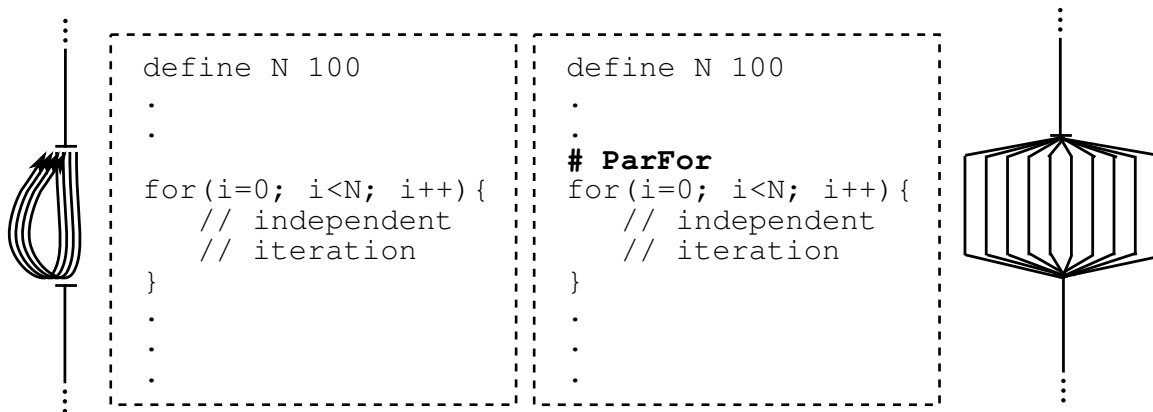 define N 100
.
.
for(i=0; i<N; i++){
// independent
// iteration
}
.
.
.
define N 100
.
.
# ParFor
for(i=0; i<N; i++){
// independent
// iteration
}
.
.
.